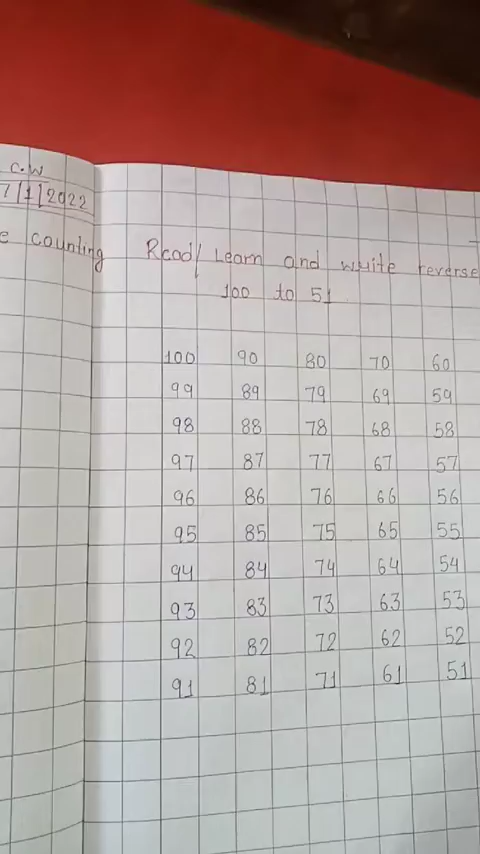 C.W
7/1/2022
e counting
Read/ Learn and write reverse
100 to 51
100 90 80 70 60
99 89 79 69 59
98 88 78 68 58
97 87 77 67 57
96 86 76 66 56
95 85 75 65 55
94 84 74 64 54
93 83 73 63 53
92 82 72 62 52
91 81 71 61 51